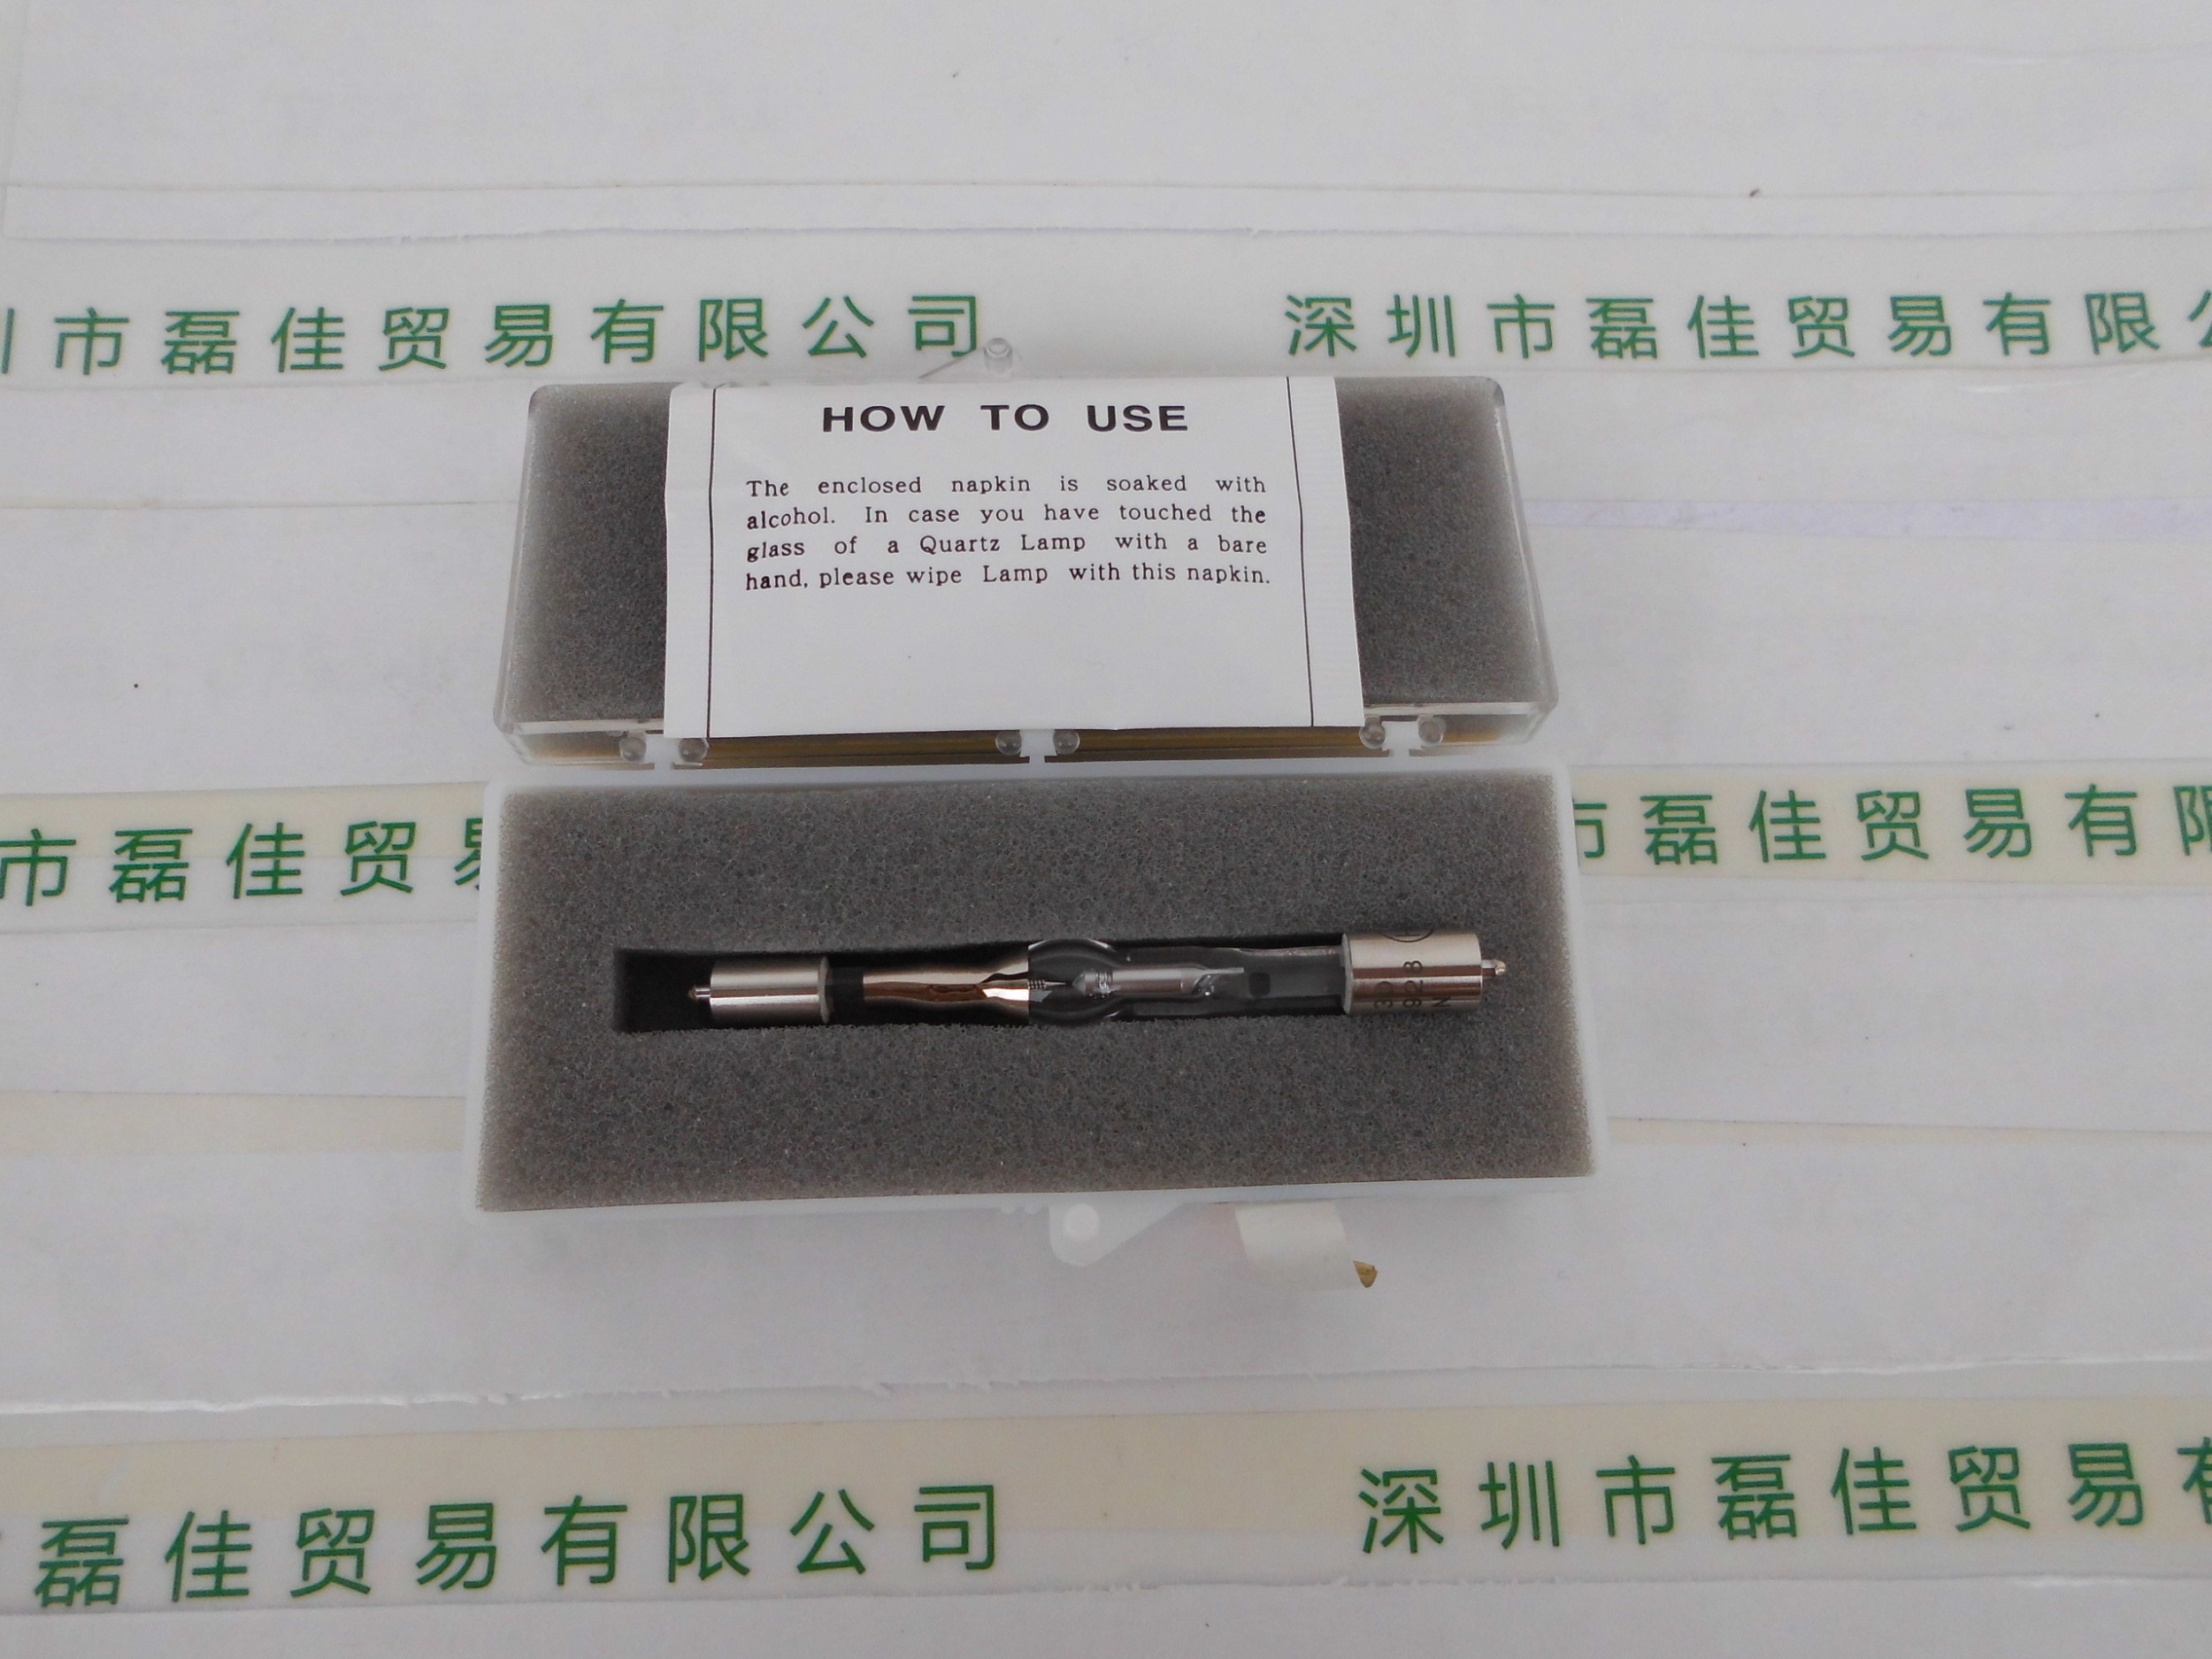 圳市磊佳贸易有限公司 深圳市磊佳贸易有限公
HOW TO USE
The enclosed napkin is soaked with
alcohol. In case you have touched the
glass of a Quartz Lamp with a bare
hand, please wipe Lamp with this napkin.
市磊佳贸易 市磊佳贸易有限
928
磊佳贸易有限公司 深圳市磊佳贸易有